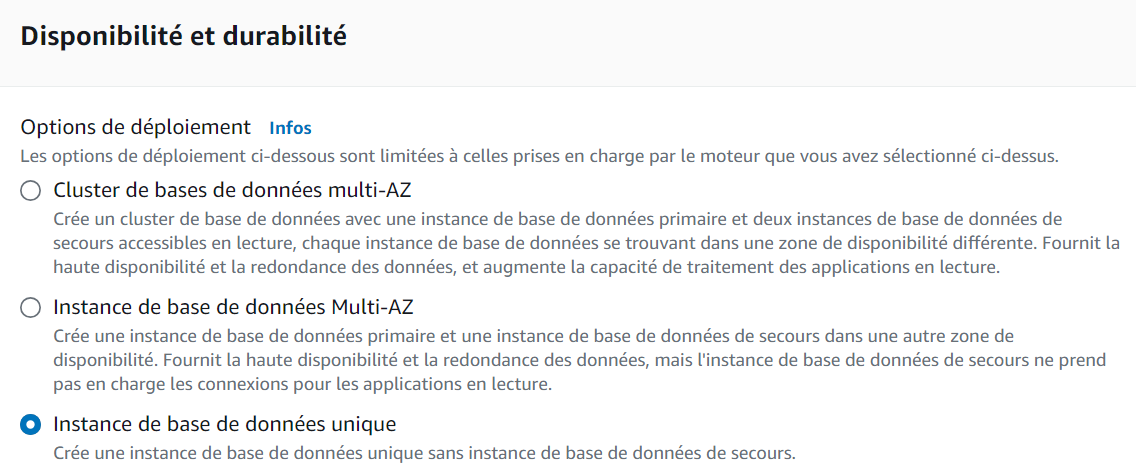 Disponibilité et durabilité
Options de déploiement Infos
Les options de déploiement ci-dessous sont limitées à celles prises en charge par le moteur que vous avez sélectionné ci-dessus.
Cluster de bases de données multi-AZ
Crée un cluster de base de données avec une instance de base de données primaire et deux instances de base de données de
secours accessibles en lecture, chaque instance de base de données se trouvant dans une zone de disponibilité différente. Fournit la
haute disponibilité et la redondance des données, et augmente la capacité de traitement des applications en lecture.
Instance de base de données Multi-AZ
Crée une instance de base de données primaire et une instance de base de données de secours dans une autre zone de
disponibilité. Fournit la haute disponibilité et la redondance des données, mais l'instance de base de données de secours ne prend
pas en charge les connexions pour les applications en lecture.
Instance de base de données unique
Crée une instance de base de données unique sans instance de base de données de secours.